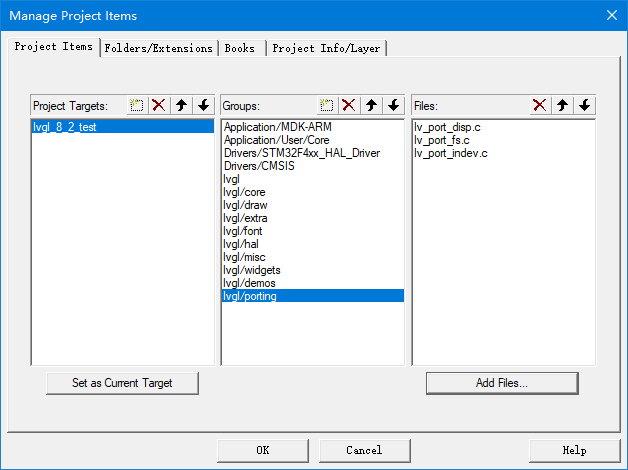 Manage Project Items
Project Items Folders/Extensions Books Project Info/Layer
Project Targets:
lvgl_8_2_test
Set as Current Target
Groups:
Application/MDK-ARM
Application/User/Core
Drivers/STM32F4xx_HAL_Driver
Drivers/CMSIS
lvgl
lvgl/core
lvgl/draw
lvgl/extra
lvgl/font
lvgl/hal
lvgl/misc
lvgl/widgets
lvgl/demos
lvgl/porting
Files:
lv_port_disp.c
lv_port_fs.c
lv_port_indev.c
Add Files...
OK Cancel Help